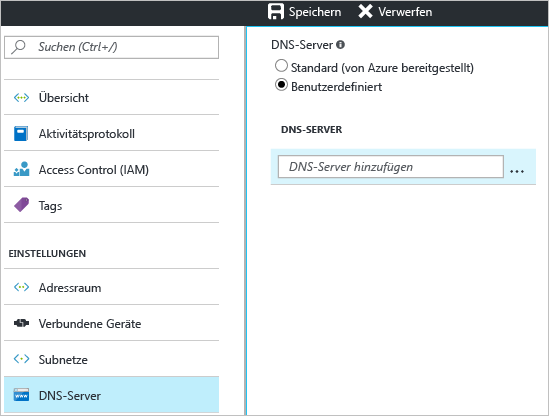 Speichern Verwerfen
Suchen (Ctrl+/)
Übersicht
Aktivitätsprotokoll
Access Control (IAM)
Tags
EINSTELLUNGEN
Adressraum
Verbundene Geräte
Subnetze
www
DNS-Server
DNS-Server
Standard (von Azure bereitgestellt)
Benutzerdefiniert
DNS-SERVER
DNS-Server hinzufügen ...